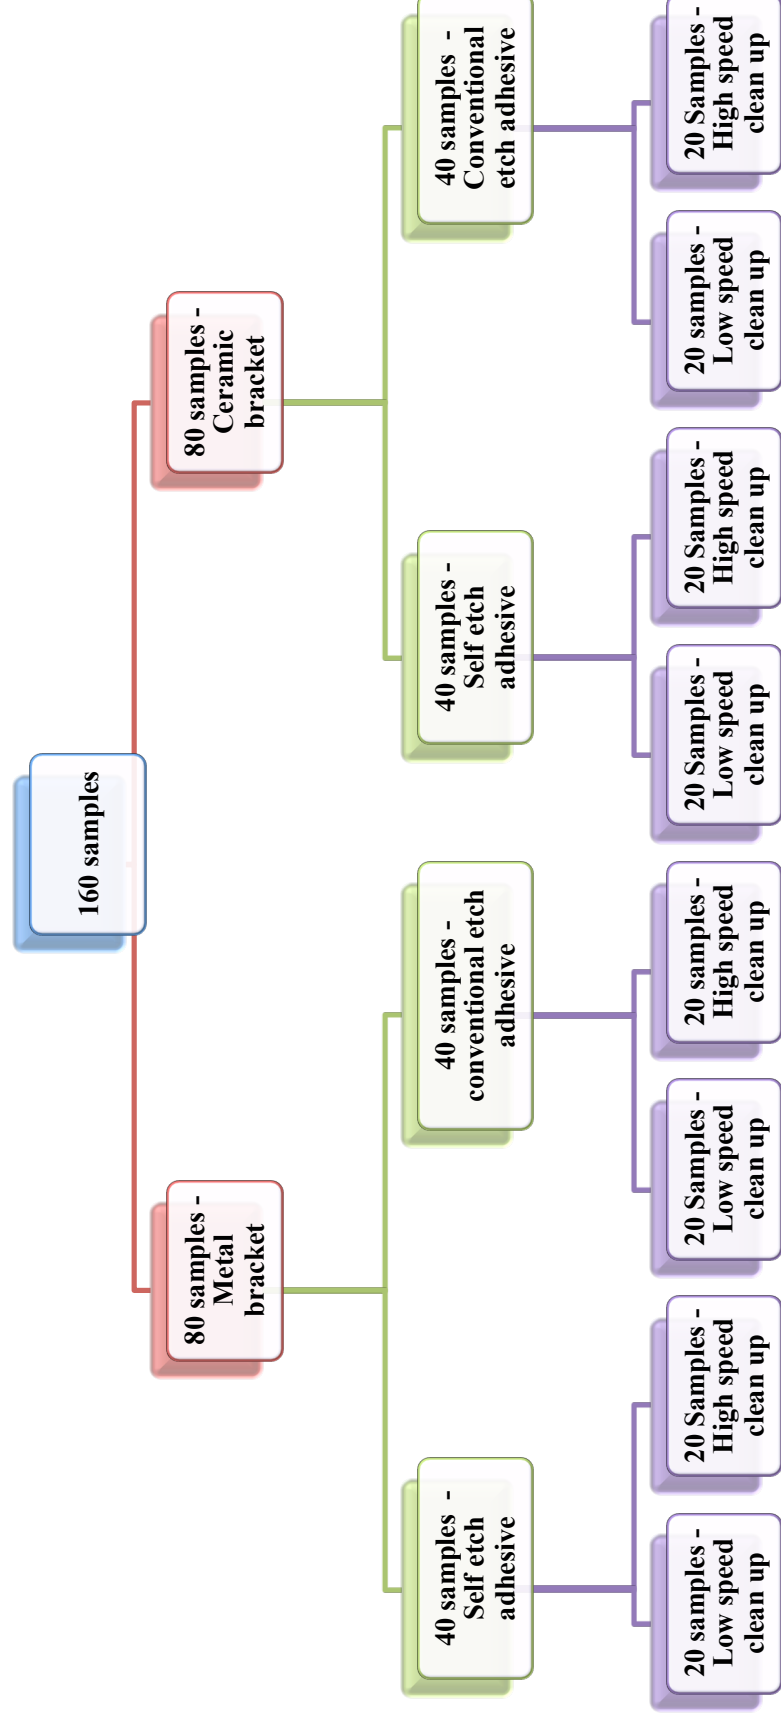 160 samples
80 samples -
Metal
bracket
80 samples -
Ceramic
bracket
40 samples -
Self etch
adhesive
40 samples -
conventional etch
adhesive
40 samples -
Self etch
adhesive
40 samples -
Conventional
etch adhesive
20 samples -
Low speed
clean up
20 Samples -
High speed
clean up
20 Samples -
Low speed
clean up
20 samples -
High speed
clean up
20 Samples -
Low speed
clean up
20 Samples -
High speed
clean up
20 samples -
Low speed
clean up
20 Samples -
High speed
clean up